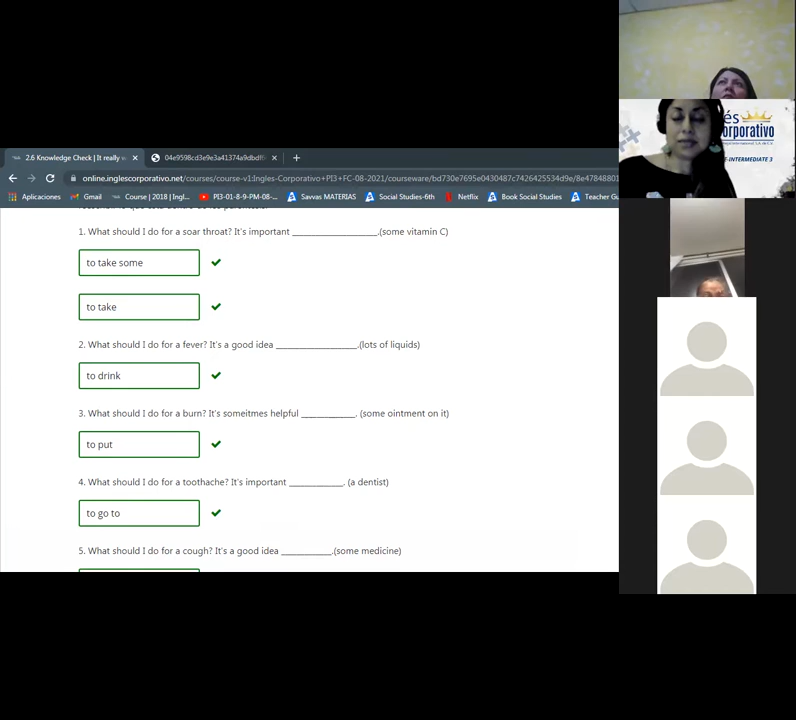 2.6 Knowledge Check | It really
04e9598cd3e9e3a41374a9dbdf
online.inglescorporativo.net/courses/course-v1:Ingles-Corporativo+PI3+FC-08-2021/courseware/bd730e7695e0430487c7426425534d9e/8e47848801
Aplicaciones
Gmail
Course | 2018 | Ingl...
PI3-01-8-9-PM-08-...
Savvas MATERIAS
Social Studies-6th
Netflix
Book Social Studies
Teacher Gu
1. What should I do for a soar throat? It's important __________________.(some vitamin C)
to take some
to take
2. What should I do for a fever? It's a good idea _________________.(lots of liquids)
to drink
3. What should I do for a burn? It's someitmes helpful ___________. (some ointment on it)
to put
4. What should I do for a toothache? It's important ___________. (a dentist)
to go to
5. What should I do for a cough? It's a good idea __________.(some medicine)
és
orporativo
-INTERMEDIATE 3